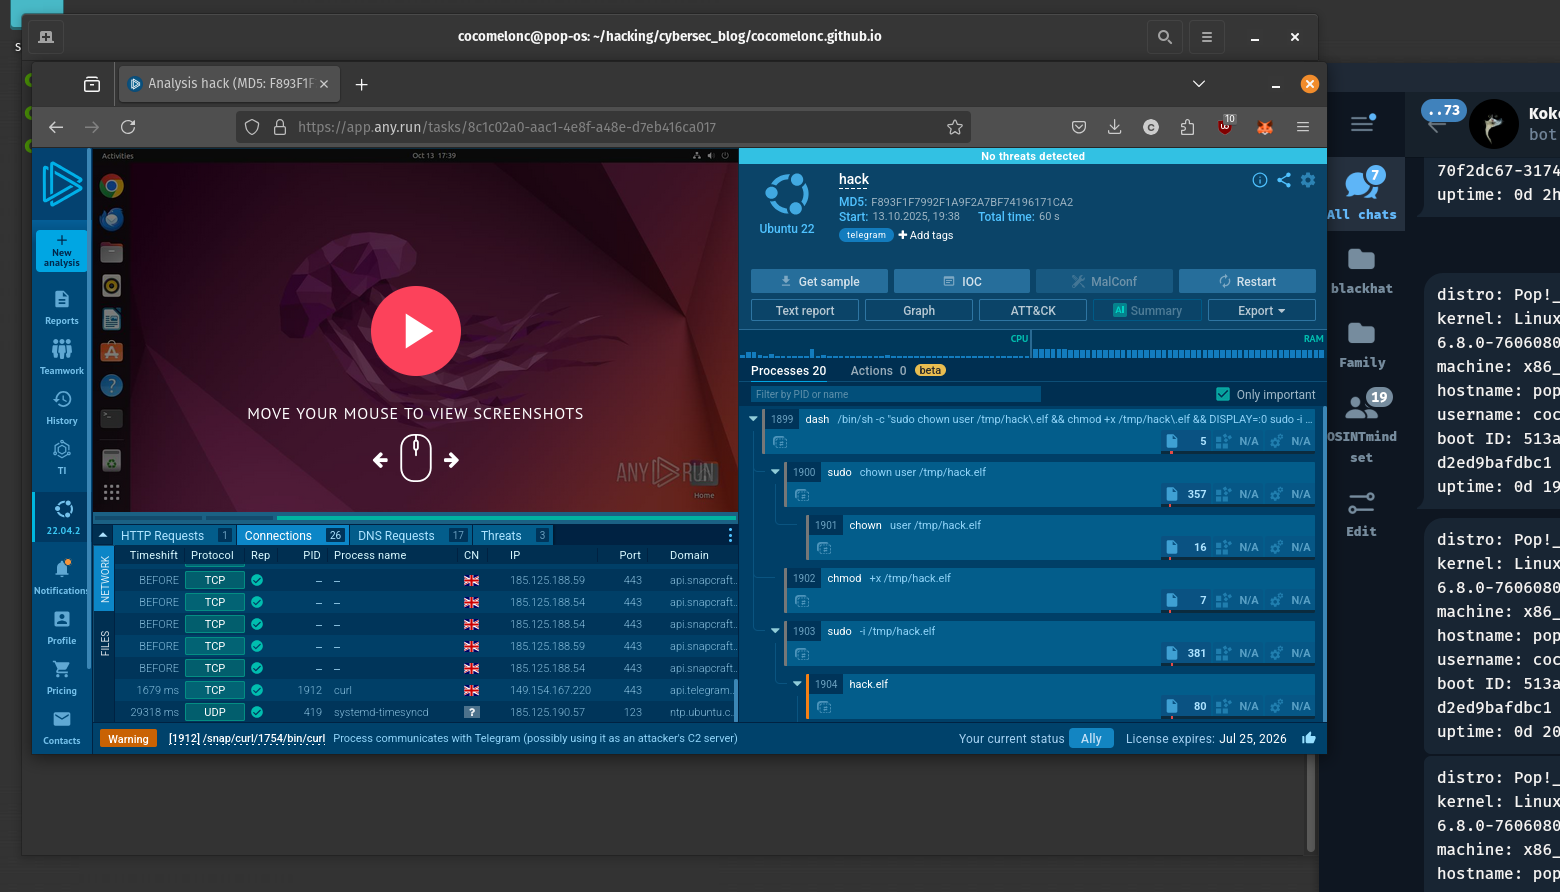 cocomelonc@pop-os: ~/hacking/cybersec_blog/cocomelonc.github.io
Analysis hack (MD5: F893F1F
https://app.any.run/tasks/8c1c02a0-aac1-4e8f-a48e-d7eb416ca017
10
New analysis
Reports
Teamwork
History
TI
22.04.2
Notifications
Profile
Pricing
Contacts
Activities
Oct 13 17:39
MOVE YOUR MOUSE TO VIEW SCREENSHOTS
ANY RUN
Home
No threats detected
Ubuntu 22
hack
MD5: F893F1F7992F1A9F2A7BF74196171CA2
Start: 13.10.2025, 19:38 Total time: 60 s
telegram Add tags
Get sample IOC MalConf Restart
Text report Graph ATT&CK AI Summary Export
CPU RAM
Processes 20 Actions 0 beta
Filter by PID or name Only important
1899 dash /bin/sh -c "sudo chown user /tmp/hack\.elf && chmod +x /tmp/hack\.elf && DISPLAY=:0 sudo -i ...
5 N/A N/A
1900 sudo chown user /tmp/hack.elf
357 N/A N/A
1901 chown user /tmp/hack.elf
16 N/A N/A
1902 chmod +x /tmp/hack.elf
7 N/A N/A
1903 sudo -i /tmp/hack.elf
381 N/A N/A
1904 hack.elf
80 N/A N/A
HTTP Requests 1 Connections 26 DNS Requests 17 Threats 3
NETWORK
FILES
Timeshift Protocol Rep PID Process name CN IP Port Domain
BEFORE TCP – – 185.125.188.59 443 api.snapcraft..
BEFORE TCP – – 185.125.188.54 443 api.snapcraft..
BEFORE TCP – – 185.125.188.54 443 api.snapcraft..
BEFORE TCP – – 185.125.188.59 443 api.snapcraft..
BEFORE TCP – – 185.125.188.54 443 api.snapcraft..
1679 ms TCP 1912 curl 149.154.167.220 443 api.telegram..
29318 ms UDP 419 systemd-timesyncd ? 185.125.190.57 123 ntp.ubuntu.c..
Warning [1912] /snap/curl/1754/bin/curl Process communicates with Telegram (possibly using it as an attacker's C2 server)
Your current status Ally License expires: Jul 25, 2026
..73
7
All chats
blackhat
Family
19
OSINTmind
set
Edit
Koko
bot
70f2dc67-3174
uptime: 0d 2h
distro: Pop!_
kernel: Linux
6.8.0-7606080
machine: x86_
hostname: pop
username: coc
boot ID: 513a
d2ed9bafdbc1
uptime: 0d 19
distro: Pop!_
kernel: Linux
6.8.0-7606080
machine: x86_
hostname: pop
username: coc
boot ID: 513a
d2ed9bafdbc1
uptime: 0d 20
distro: Pop!_
kernel: Linux
6.8.0-7606080
machine: x86_
hostname: pop